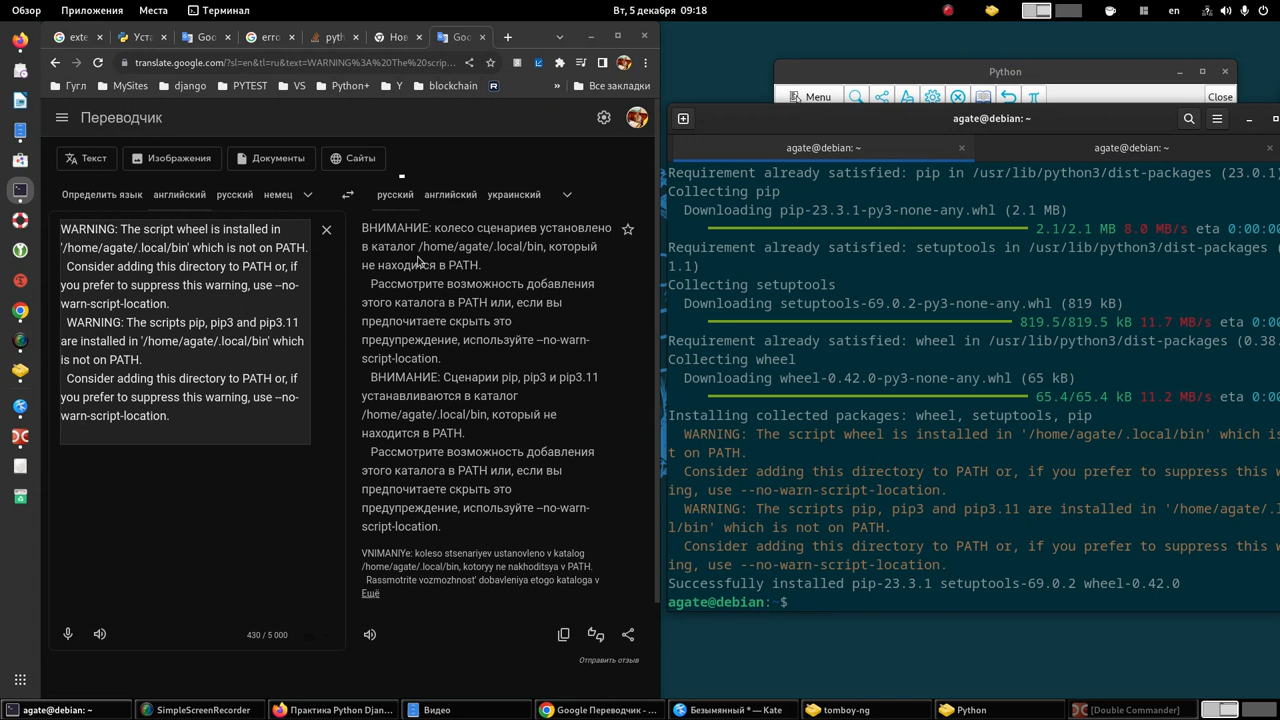 Обзор Приложения Места Терминал
Вт, 5 декабря 09:18
en
exte
Уста
Goo
erro
pyth
Нов
Goo
translate.google.com/?sl=en&tl=ru&text=WARNING%3A%20The%20scrip...
Гугл MySites django PYTEST VS Python+ Y blockchain Все закладки
Переводчик
Текст Изображения Документы Сайты
Определить язык английский русский немец
русский английский украинский
WARNING: The script wheel is installed in
'/home/agate/.local/bin' which is not on PATH.
Consider adding this directory to PATH or, if
you prefer to suppress this warning, use --no-
warn-script-location.
WARNING: The scripts pip, pip3 and pip3.11
are installed in '/home/agate/.local/bin' which
is not on PATH.
Consider adding this directory to PATH or, if
you prefer to suppress this warning, use --no-
warn-script-location.
430 / 5 000
ВНИМАНИЕ: колесо сценариев установлено
в каталог /home/agate/.local/bin, который
не находится в PATH.
Рассмотрите возможность добавления
этого каталога в PATH или, если вы
предпочитаете скрыть это
предупреждение, используйте --no-warn-
script-location.
ВНИМАНИЕ: Сценарии pip, pip3 и pip3.11
устанавливаются в каталог
/home/agate/.local/bin, который не
находится в PATH.
Рассмотрите возможность добавления
этого каталога в PATH или, если вы
предпочитаете скрыть это
предупреждение, используйте --no-warn-
script-location.
VNIMANIYe: koleso stsenariyev ustanovleno v katalog
/home/agate/.local/bin, kotoryy ne nakhoditsya v PATH.
Rassmotrite vozmozhnost' dobavleniya etogo kataloga v
Ещё
Отправить отзыв
Python
Menu
Close
agate@debian: ~
agate@debian: ~
agate@debian: ~
Requirement already satisfied: pip in /usr/lib/python3/dist-packages (23.0.1)
Collecting pip
Downloading pip-23.3.1-py3-none-any.whl (2.1 MB)
2.1/2.1 MB 8.0 MB/s eta 0:00
Requirement already satisfied: setuptools in /usr/lib/python3/dist-packages (
1.1)
Collecting setuptools
Downloading setuptools-69.0.2-py3-none-any.whl (819 kB)
819.5/819.5 kB 11.7 MB/s eta 0:00
Requirement already satisfied: wheel in /usr/lib/python3/dist-packages (0.38.
Collecting wheel
Downloading wheel-0.42.0-py3-none-any.whl (65 kB)
65.4/65.4 kB 11.2 MB/s eta 0:00
Installing collected packages: wheel, setuptools, pip
WARNING: The script wheel is installed in '/home/agate/.local/bin' which is
t on PATH.
Consider adding this directory to PATH or, if you prefer to suppress this war
ing, use --no-warn-script-location.
WARNING: The scripts pip, pip3 and pip3.11 are installed in '/home/agate/.
l/bin' which is not on PATH.
Consider adding this directory to PATH or, if you prefer to suppress this war
ing, use --no-warn-script-location.
Successfully installed pip-23.3.1 setuptools-69.0.2 wheel-0.42.0
agate@debian:~$
agate@debian: ~ SimpleScreenRecorder Практика Python Djan... Видео Google Переводчик - ... Безымянный * — Kate tomboy-ng Python [Double Commander]